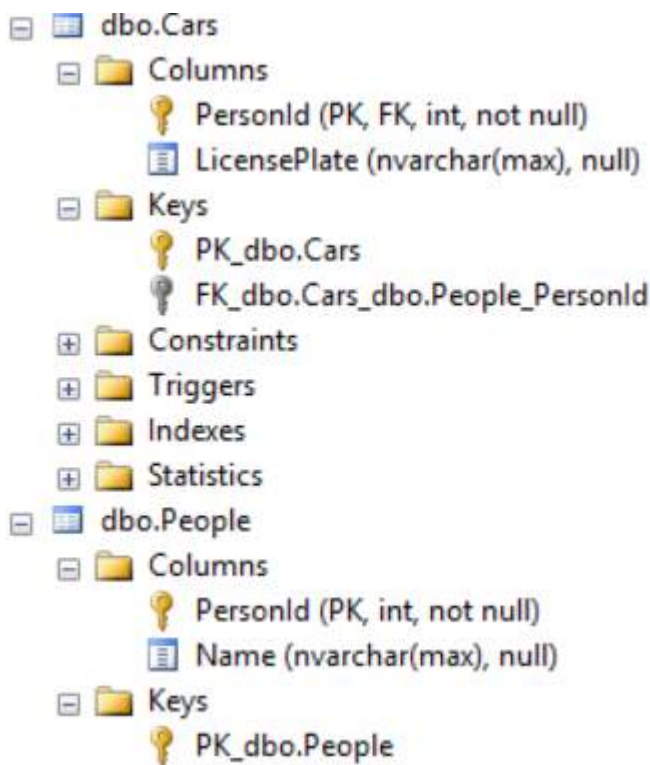 dbo.Cars
Columns
PersonId (PK, FK, int, not null)
LicensePlate (nvarchar(max), null)
Keys
PK_dbo.Cars
FK_dbo.Cars_dbo.People_PersonId
Constraints
Triggers
Indexes
Statistics
dbo.People
Columns
PersonId (PK, int, not null)
Name (nvarchar(max), null)
Keys
PK_dbo.People